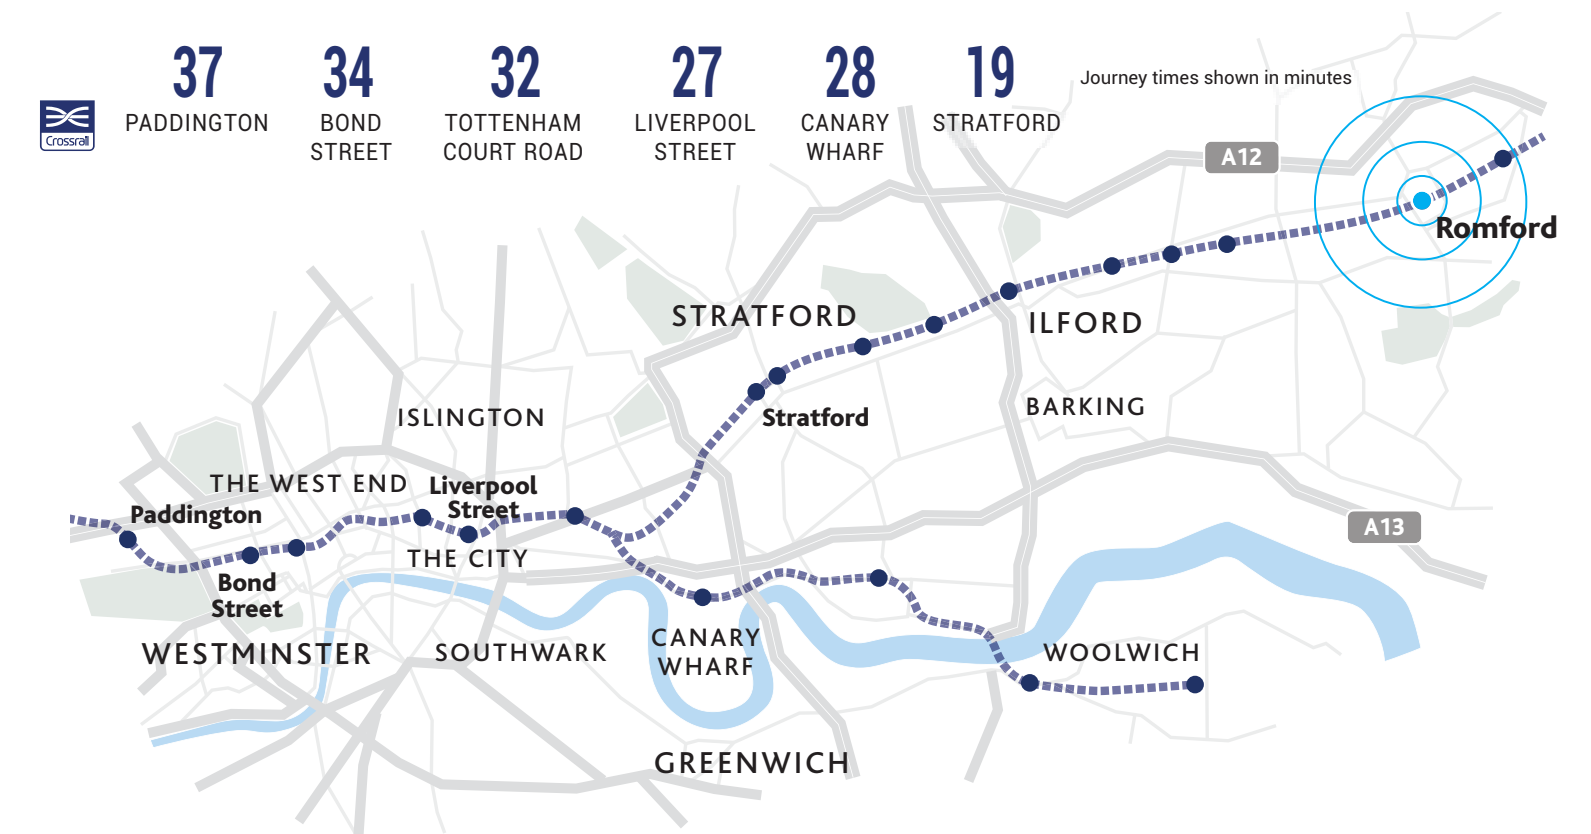 37
34
32
27
28
19
Journey times shown in minutes
Crossrail
PADDINGTON
BOND
STREET
TOTTENHAM
COURT ROAD
LIVERPOOL
STREET
CANARY
WHARF
STRATFORD
A12
Romford
STRATFORD
ILFORD
BARKING
ISLINGTON
Stratford
THE WEST END
Liverpool
Street
Paddington
A13
THE CITY
Bond
Street
WESTMINSTER
SOUTHWARK
CANARY
WHARF
WOOLWICH
GREENWICH